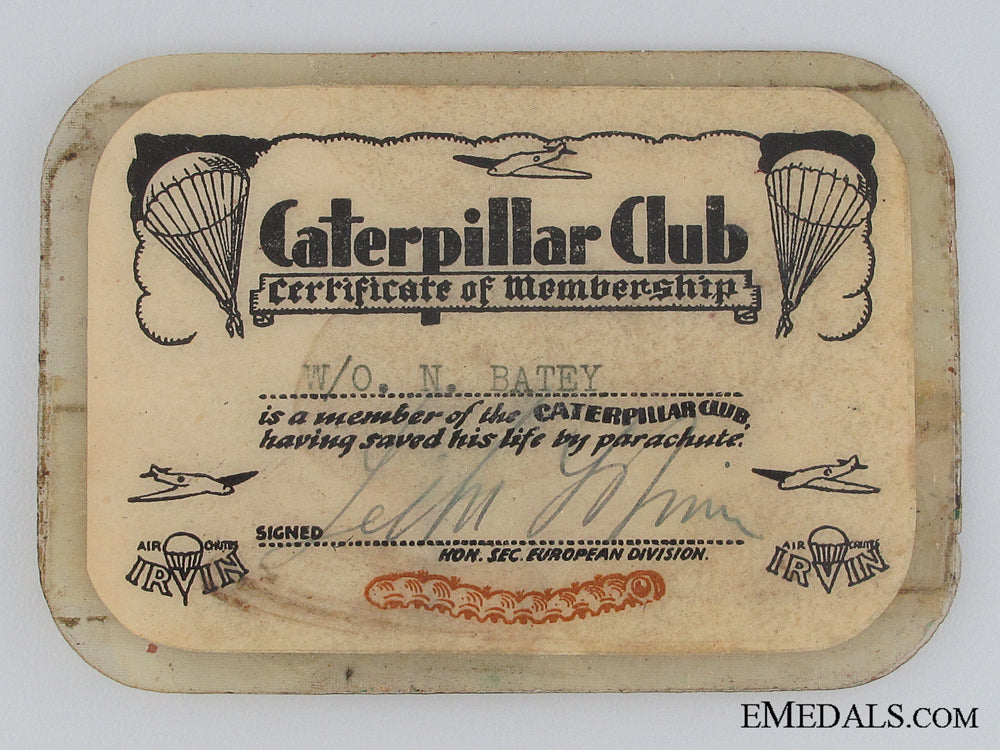 Caterpillar Club
Certificate of Membership
W/O. N. BATEY
is a member of the CATERPILLAR CLUB,
having saved his life by parachute.
SIGNED
HON. SEC. EUROPEAN DIVISION.
AIR CHUTES
IRVIN
AIR CHUTES
IRVIN
EMEDALS.COM